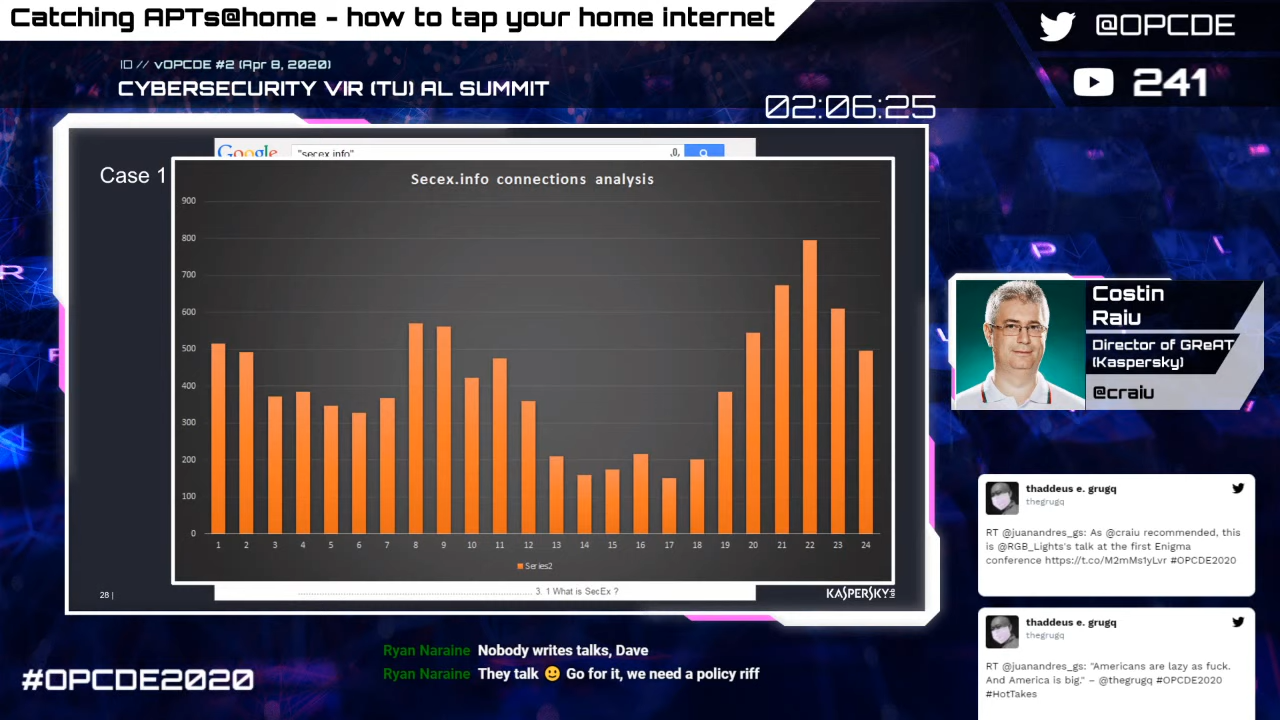 Catching APTs@home - how to tap your home internet
@OPCDE
ID // vOPCDE #2 (Apr 8, 2020)
CYBERSECURITY VIR (TU) AL SUMMIT
241
02:06:25
Google
"secex.info"
Case 1
Secex.info connections analysis
900
800
700
600
500
400
300
200
100
0
1 2 3 4 5 6 7 8 9 10 11 12 13 14 15 16 17 18 19 20 21 22 23 24
Series2
3. 1 What is SecEx ?
28 |
KASPERSKY LAB
Costin
Raiu
Director of GReAT
(Kaspersky)
@craiu
thaddeus e. grugq
thegrugq
RT @juanandres_gs: As @craiu recommended, this
is @RGB_Lights's talk at the first Enigma
conference https://t.co/M2mMs1yLvr #OPCDE2020
thaddeus e. grugq
thegrugq
RT @juanandres_gs: "Americans are lazy as fuck.
And America is big." – @thegrugq #OPCDE2020
#HotTakes
Ryan Naraine Nobody writes talks, Dave
Ryan Naraine They talk 😀 Go for it, we need a policy riff
#OPCDE2020
R
P